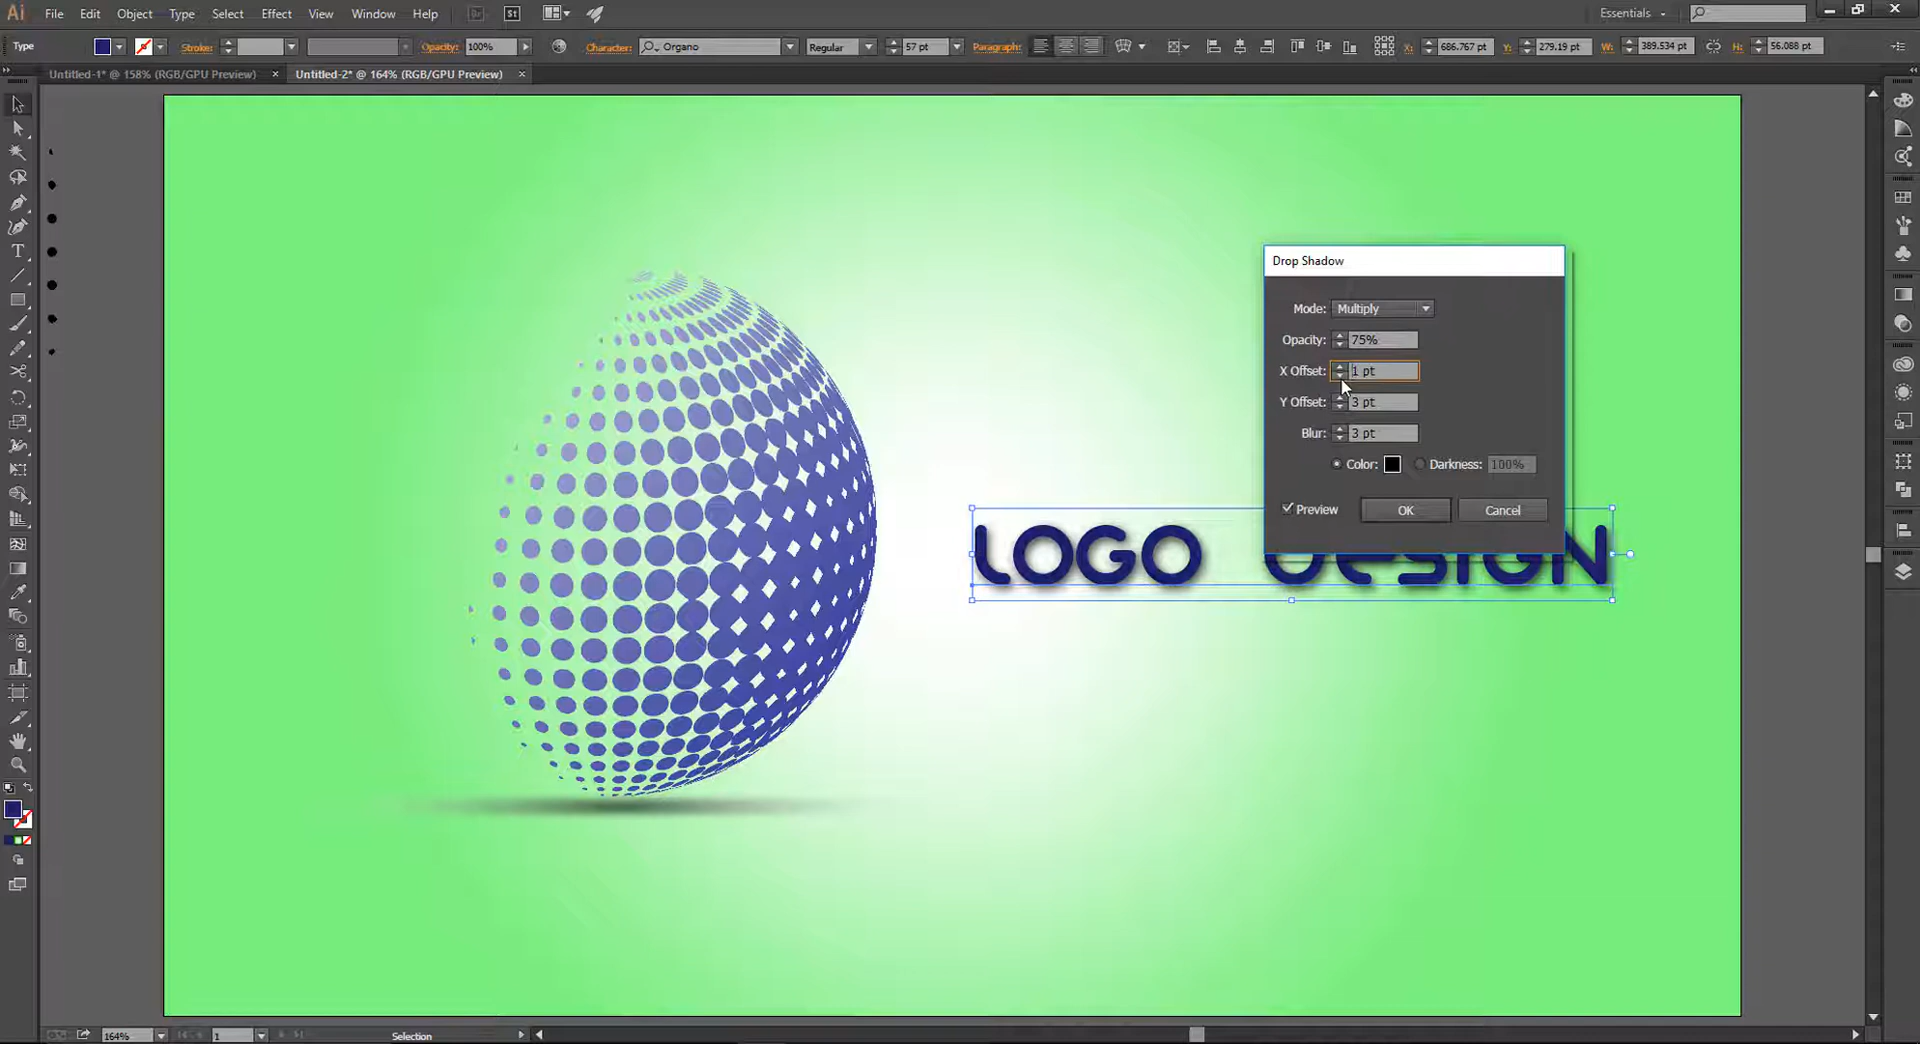 Ai File Edit Object Type Select Effect View Window Help Br St Essentials
Type Stroke: Opacity: 100% Character: Organo Regular 57 pt Paragraph: X: 686.767 pt Y: 279.19 pt W: 389.534 pt H: 56.088 pt
Untitled-1* @ 158% (RGB/GPU Preview) × Untitled-2* @ 164% (RGB/GPU Preview) ×
Drop Shadow
Mode: Multiply
Opacity: 75%
X Offset: 1 pt
Y Offset: 3 pt
Blur: 3 pt
Color: Darkness: 100%
Preview OK Cancel
LOGO DESIGN
164% 1 Selection